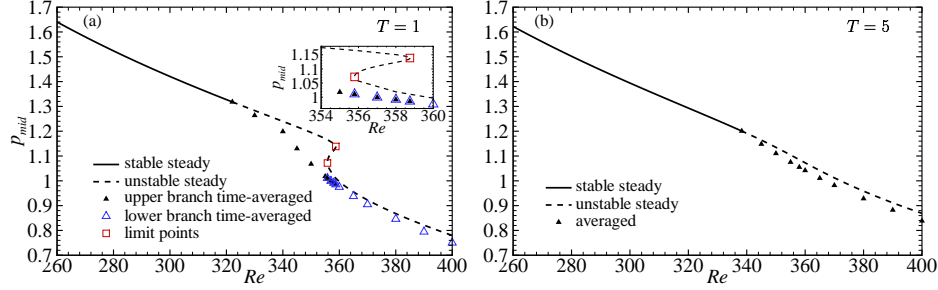 (a)
T = 1
p_mid
1.7
1.6
1.5
1.4
1.3
1.2
1.1
1
0.9
0.8
0.7
260 280 300 320 340 360 380 400
Re
p_mid
1.15
1.1
1.05
1
354 356 358 360
Re
stable steady
unstable steady
upper branch time-averaged
lower branch time-averaged
limit points
(b)
T = 5
1.7
1.6
1.5
1.4
1.3
1.2
1.1
1
0.9
0.8
0.7
260 280 300 320 340 360 380 400
Re
stable steady
unstable steady
averaged